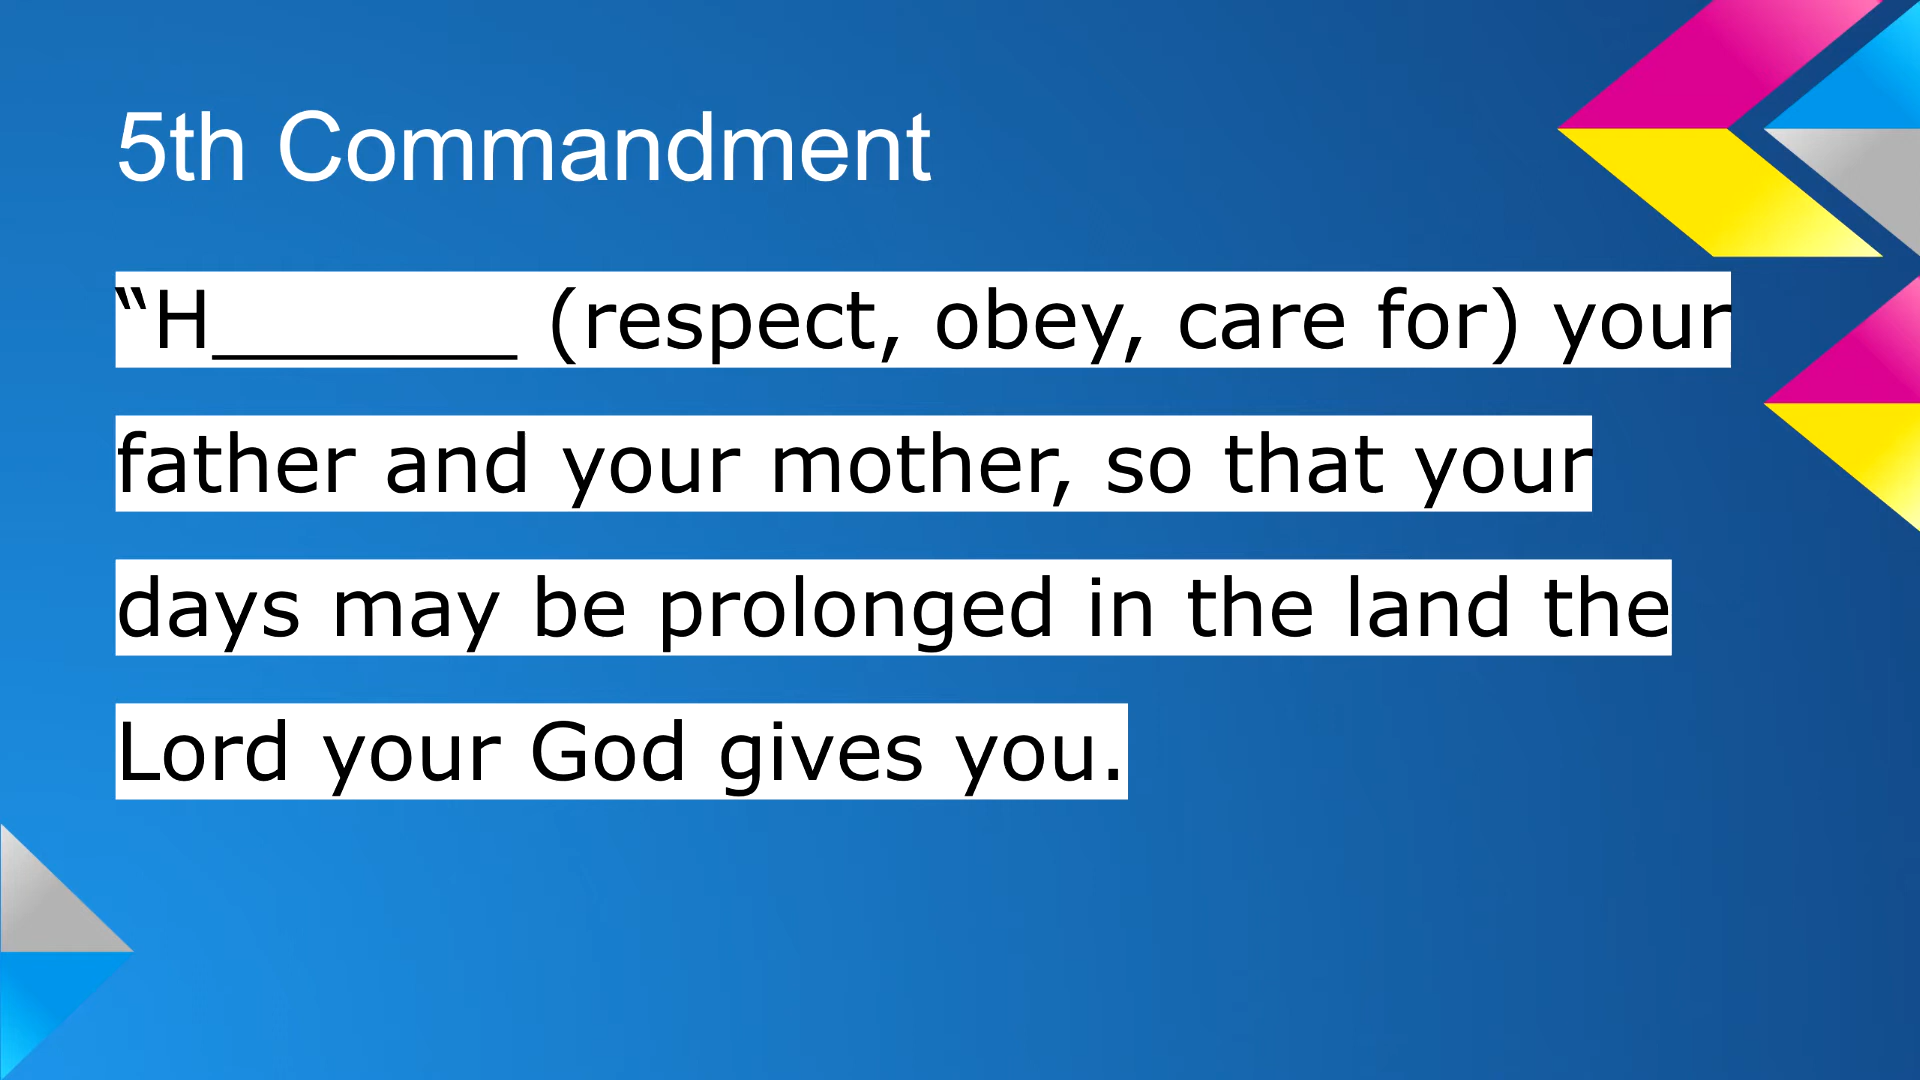 5th Commandment
“H_______ (respect, obey, care for) your
father and your mother, so that your
days may be prolonged in the land the
Lord your God gives you.